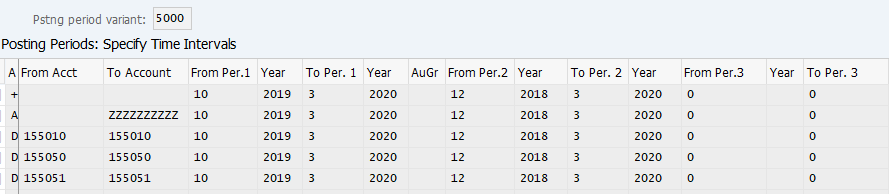 Pstng period variant: 5000
Posting Periods: Specify Time Intervals
A From Acct To Account From Per.1 Year To Per. 1 Year AuGr From Per.2 Year To Per. 2 Year From Per.3 Year To Per. 3
+ 10 2019 3 2020 12 2018 3 2020 0 0
A ZZZZZZZZZZ 10 2019 3 2020 12 2018 3 2020 0 0
D 155010 155010 10 2019 3 2020 12 2018 3 2020 0 0
D 155050 155050 10 2019 3 2020 12 2018 3 2020 0 0
D 155051 155051 10 2019 3 2020 12 2018 3 2020 0 0